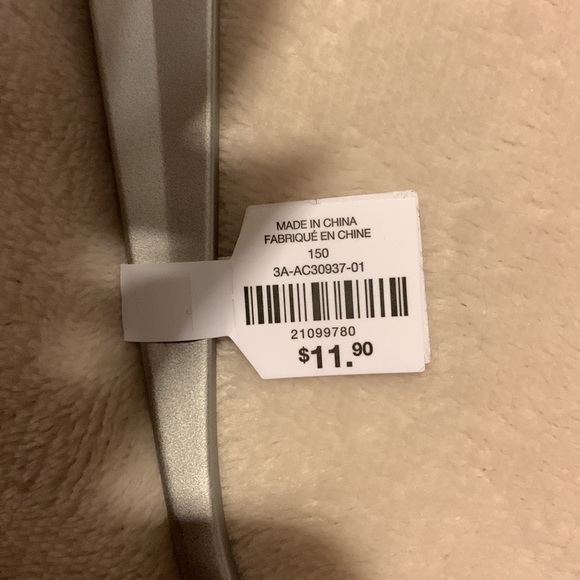 MADE IN CHINA
FABRIQUÉ EN CHINE
150
3A-AC30937-01
21099780
$11.90